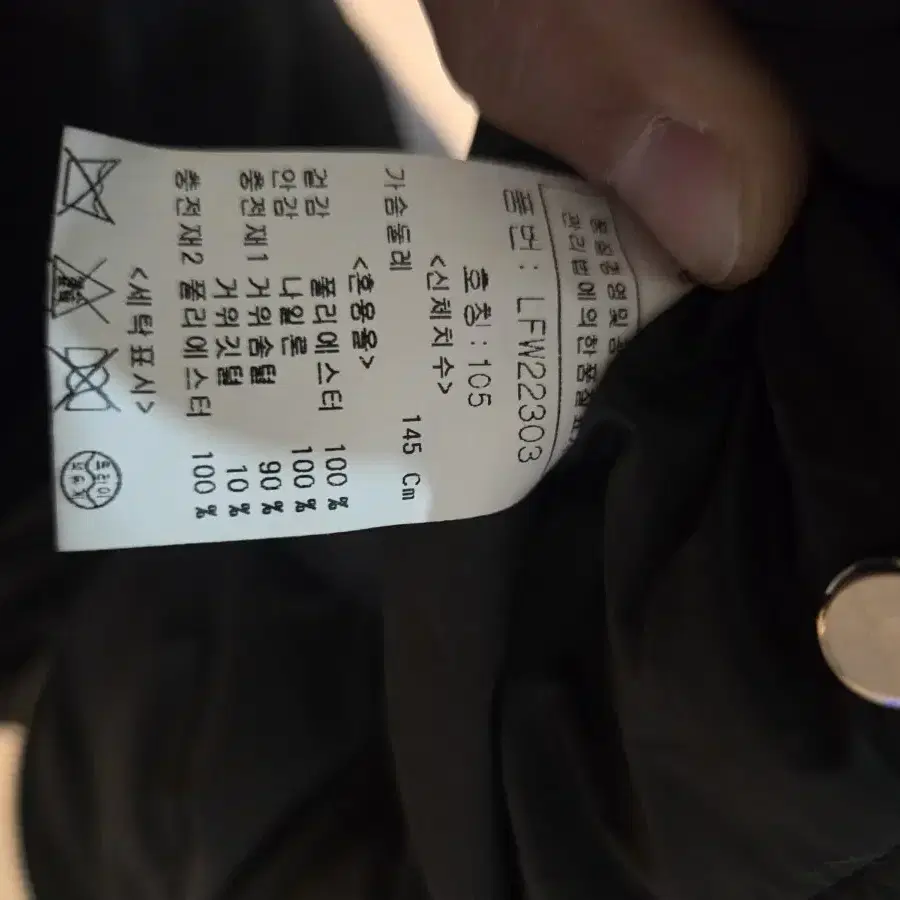 품번: LFW22303
호칭: 105
<신체치수>
가슴둘레 145 Cm
<혼용율>
겉감 폴리에스터 100 %
안감 나일론 100 %
충전재1 거위솜털 90 %
거위깃털 10 %
충전재2 폴리에스터 100 %
<세탁표시>
드라이